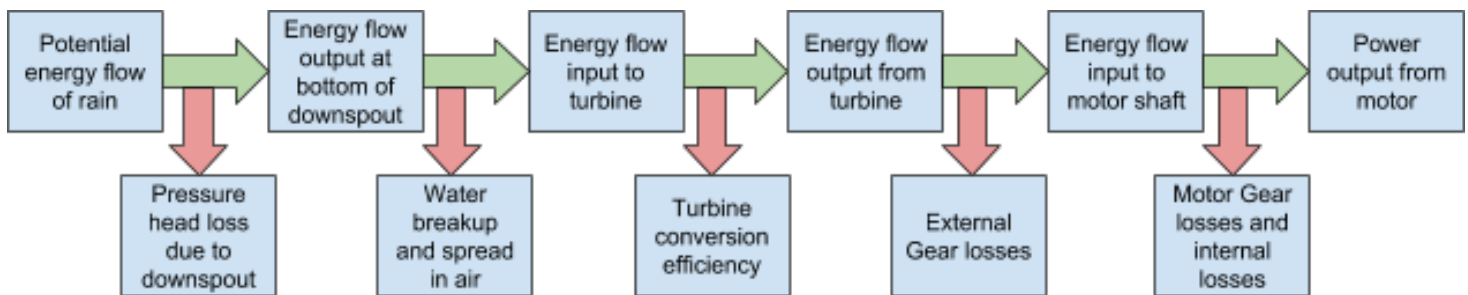 Potential
energy flow
of rain
Energy flow
output at
bottom of
downspout
Energy flow
input to
turbine
Energy flow
output from
turbine
Energy flow
input to
motor shaft
Power
output from
motor
Pressure
head loss
due to
downspout
Water
breakup
and spread
in air
Turbine
conversion
efficiency
External
Gear losses
Motor Gear
losses and
internal
losses